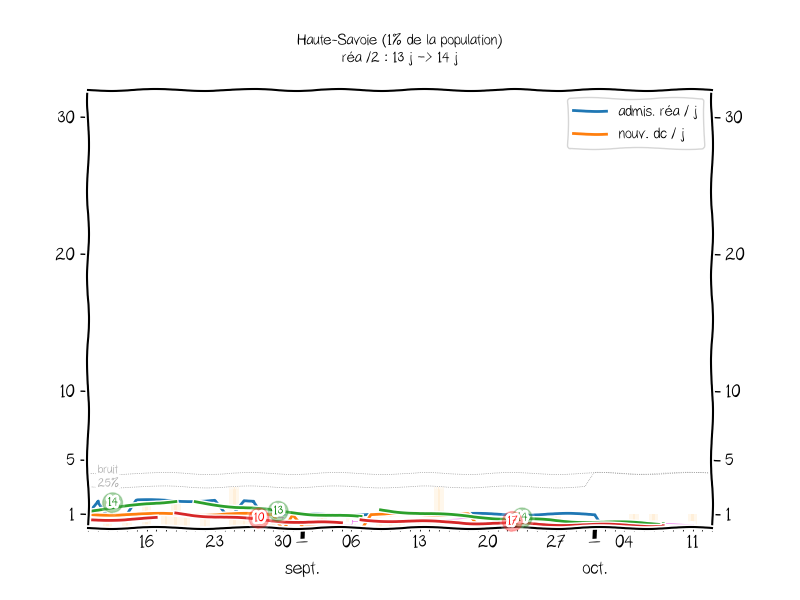 Haute-Savoie (1% de la population)
réa /2 : 13 j -> 14 j
admis. réa / j
nouv. dc / j
30 30
20 20
10 10
5 5
1 1
bruit
25%
14 13 10 17
16 23 30 06 13 20 27 04 11
sept. oct.